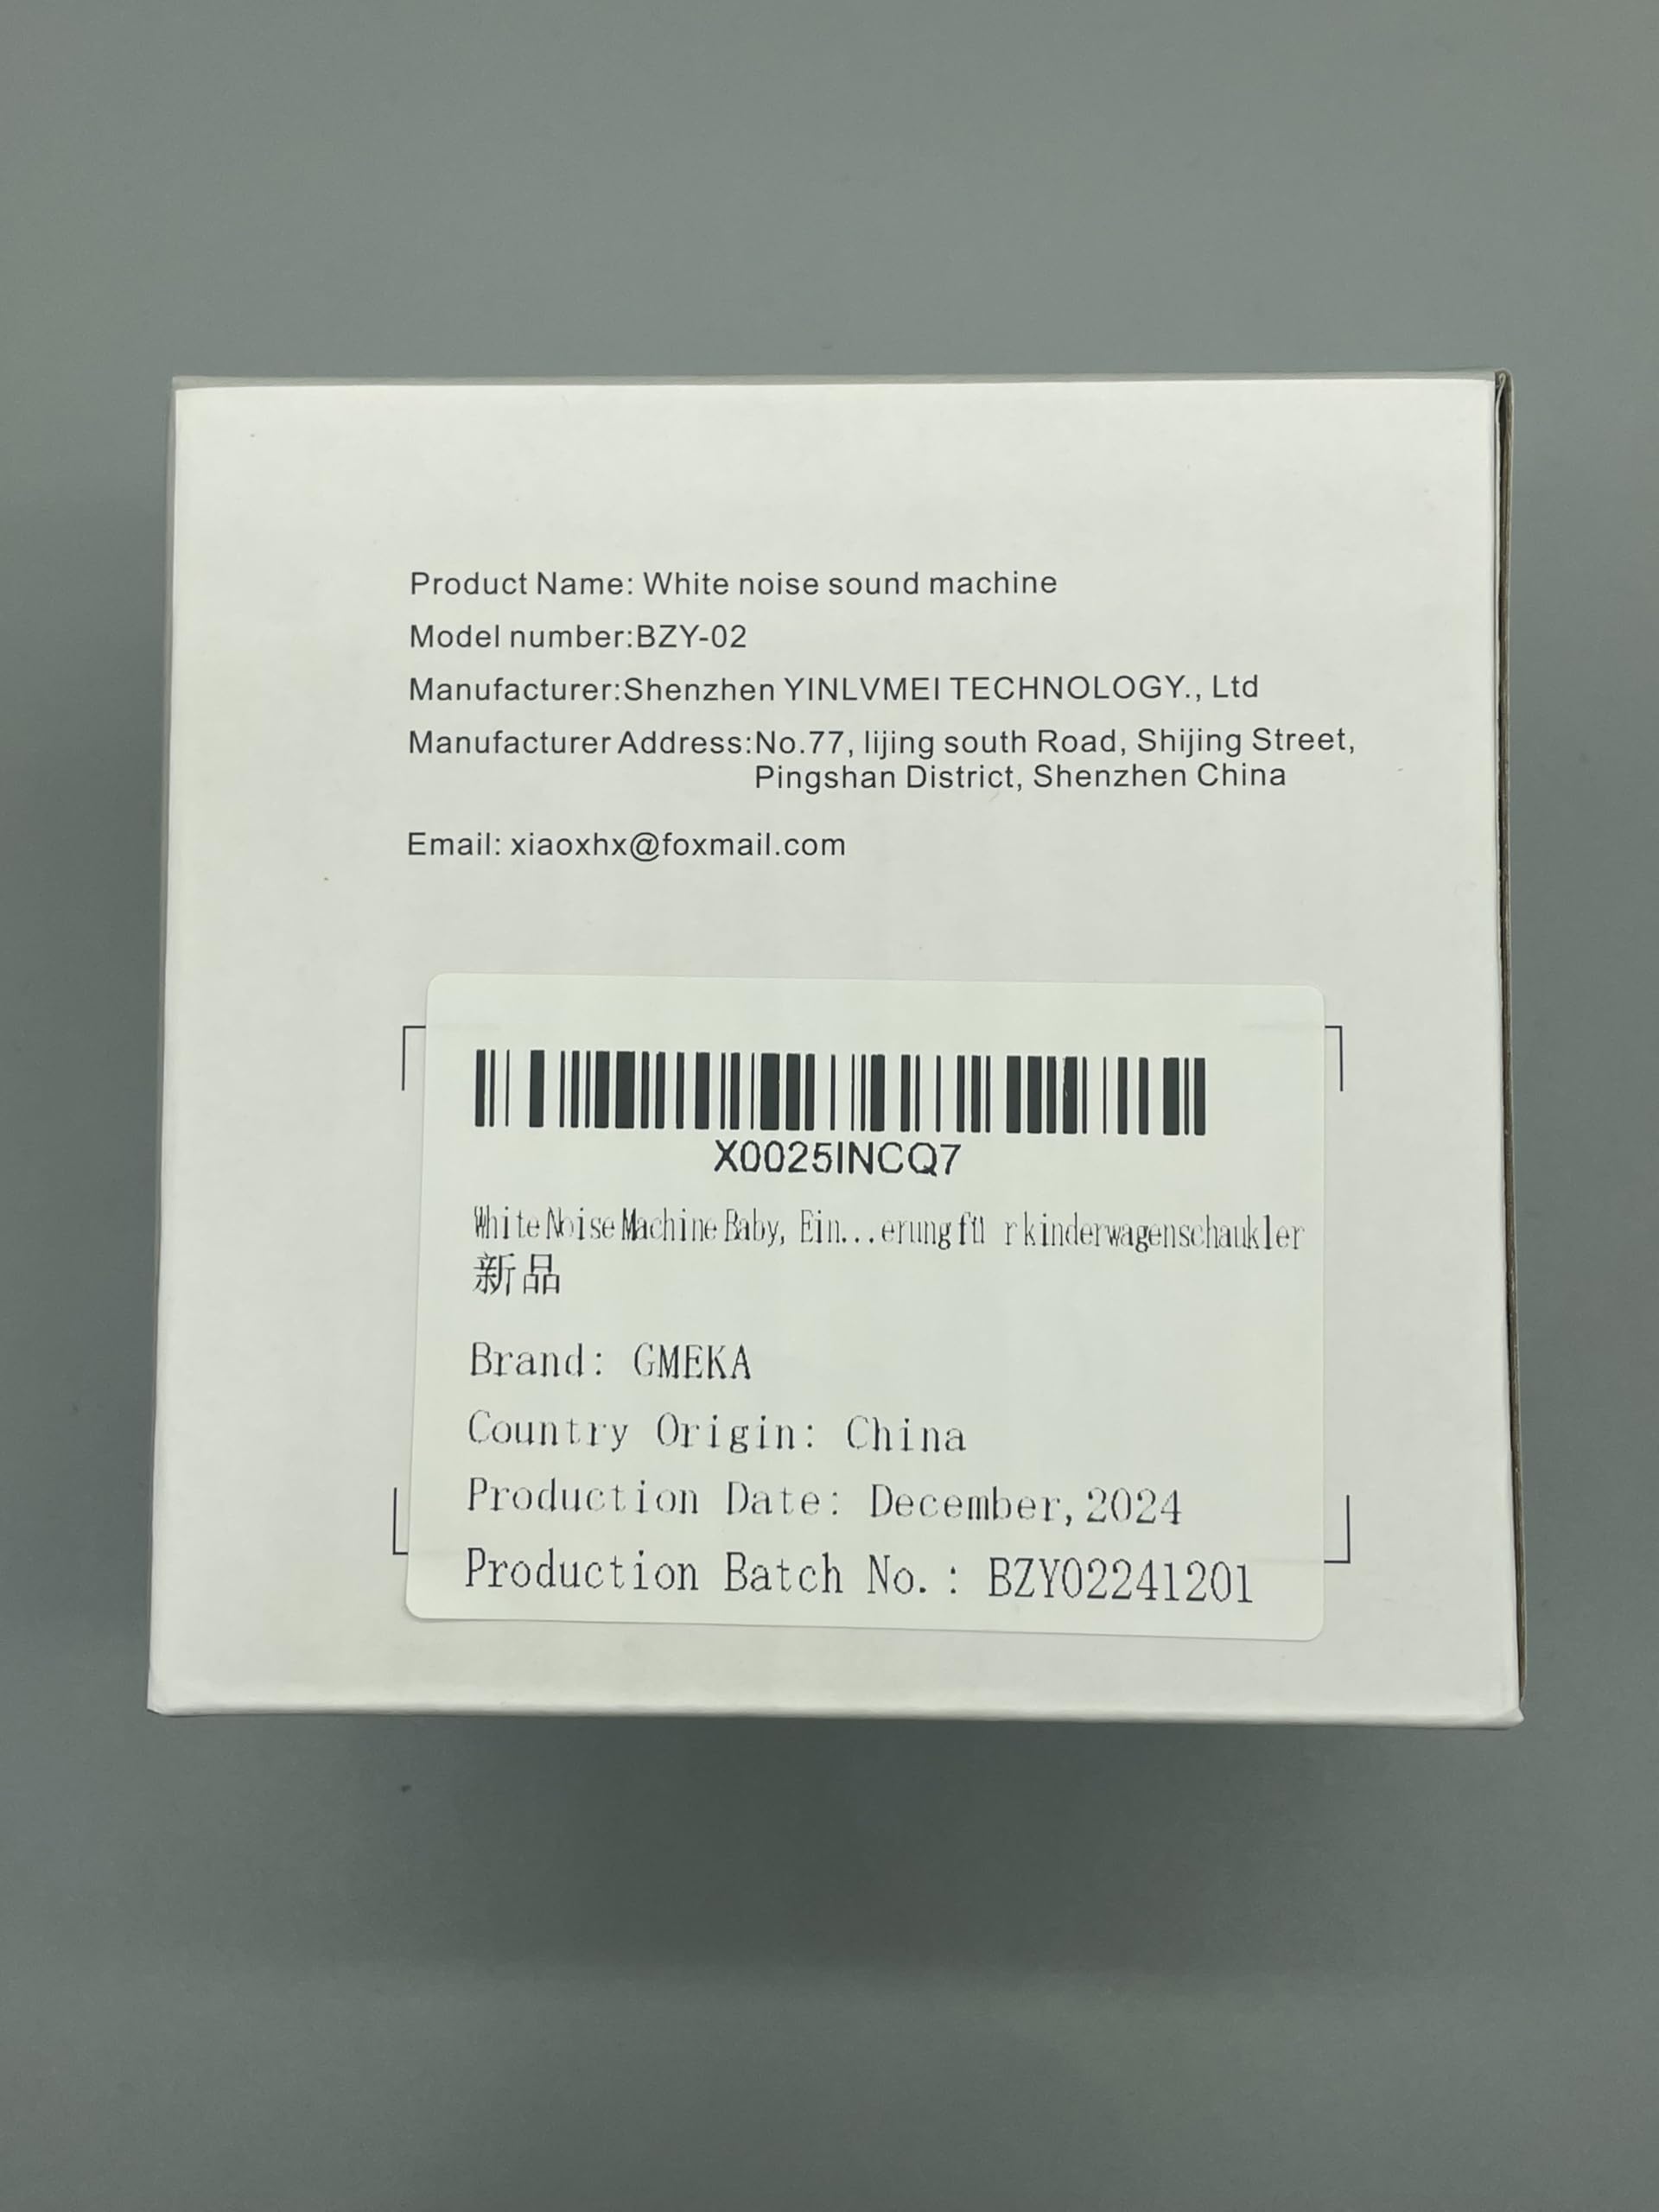 Product Name: White noise sound machine
Model number:BZY-02
Manufacturer:Shenzhen YINLVMEI TECHNOLOGY., Ltd
Manufacturer Address:No.77, lijing south Road, Shijing Street,
Pingshan District, Shenzhen China
Email: xiaoxhx@foxmail.com
X0025INCQ7
White Noise Machine Baby, Ein...erung fü r kinderwagenschaukler
新品
Brand: GMEKA
Country Origin: China
Production Date: December,2024
Production Batch No.: BZY02241201